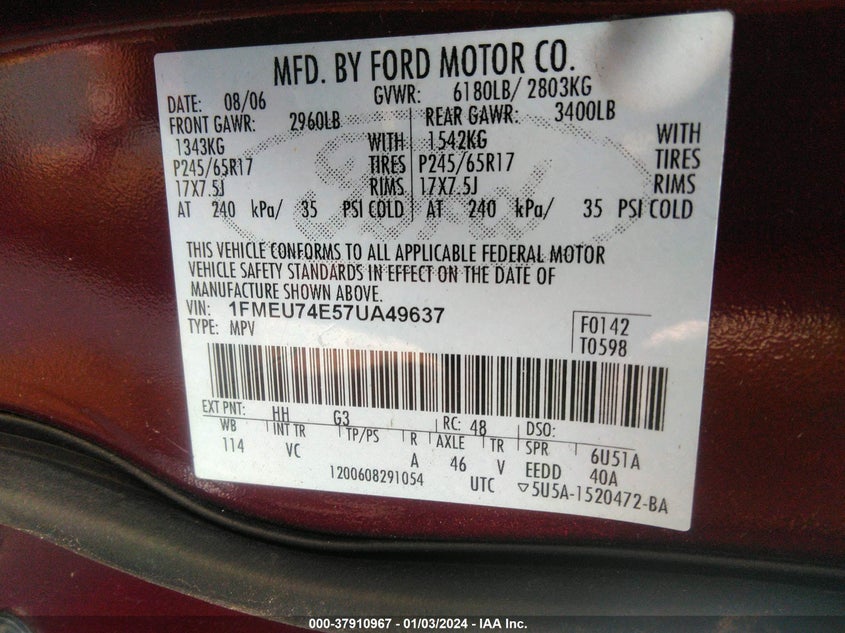 MFD. BY FORD MOTOR CO.
DATE: 08/06 GVWR: 6180LB/ 2803KG
FRONT GAWR: 2960LB REAR GAWR: 3400LB
1343KG WITH 1542KG WITH
P245/65R17 TIRES P245/65R17 TIRES
17X7.5J RIMS 17X7.5J RIMS
AT 240 kPa/ 35 PSI COLD AT 240 kPa/ 35 PSI COLD
Ford
THIS VEHICLE CONFORMS TO ALL APPLICABLE FEDERAL MOTOR
VEHICLE SAFETY STANDARDS IN EFFECT ON THE DATE OF
MANUFACTURE SHOWN ABOVE.
VIN: 1FMEU74E57UA49637
TYPE: MPV
F0142
T0598
EXT PNT: HH G3 RC: 48 DSO:
WB INT TR TP/PS R AXLE TR SPR 6U51A
114 VC A 46 V EEDD 40A
1200608291054 UTC ▽5U5A-1520472-BA
000-37910967 - 01/03/2024 - IAA Inc.